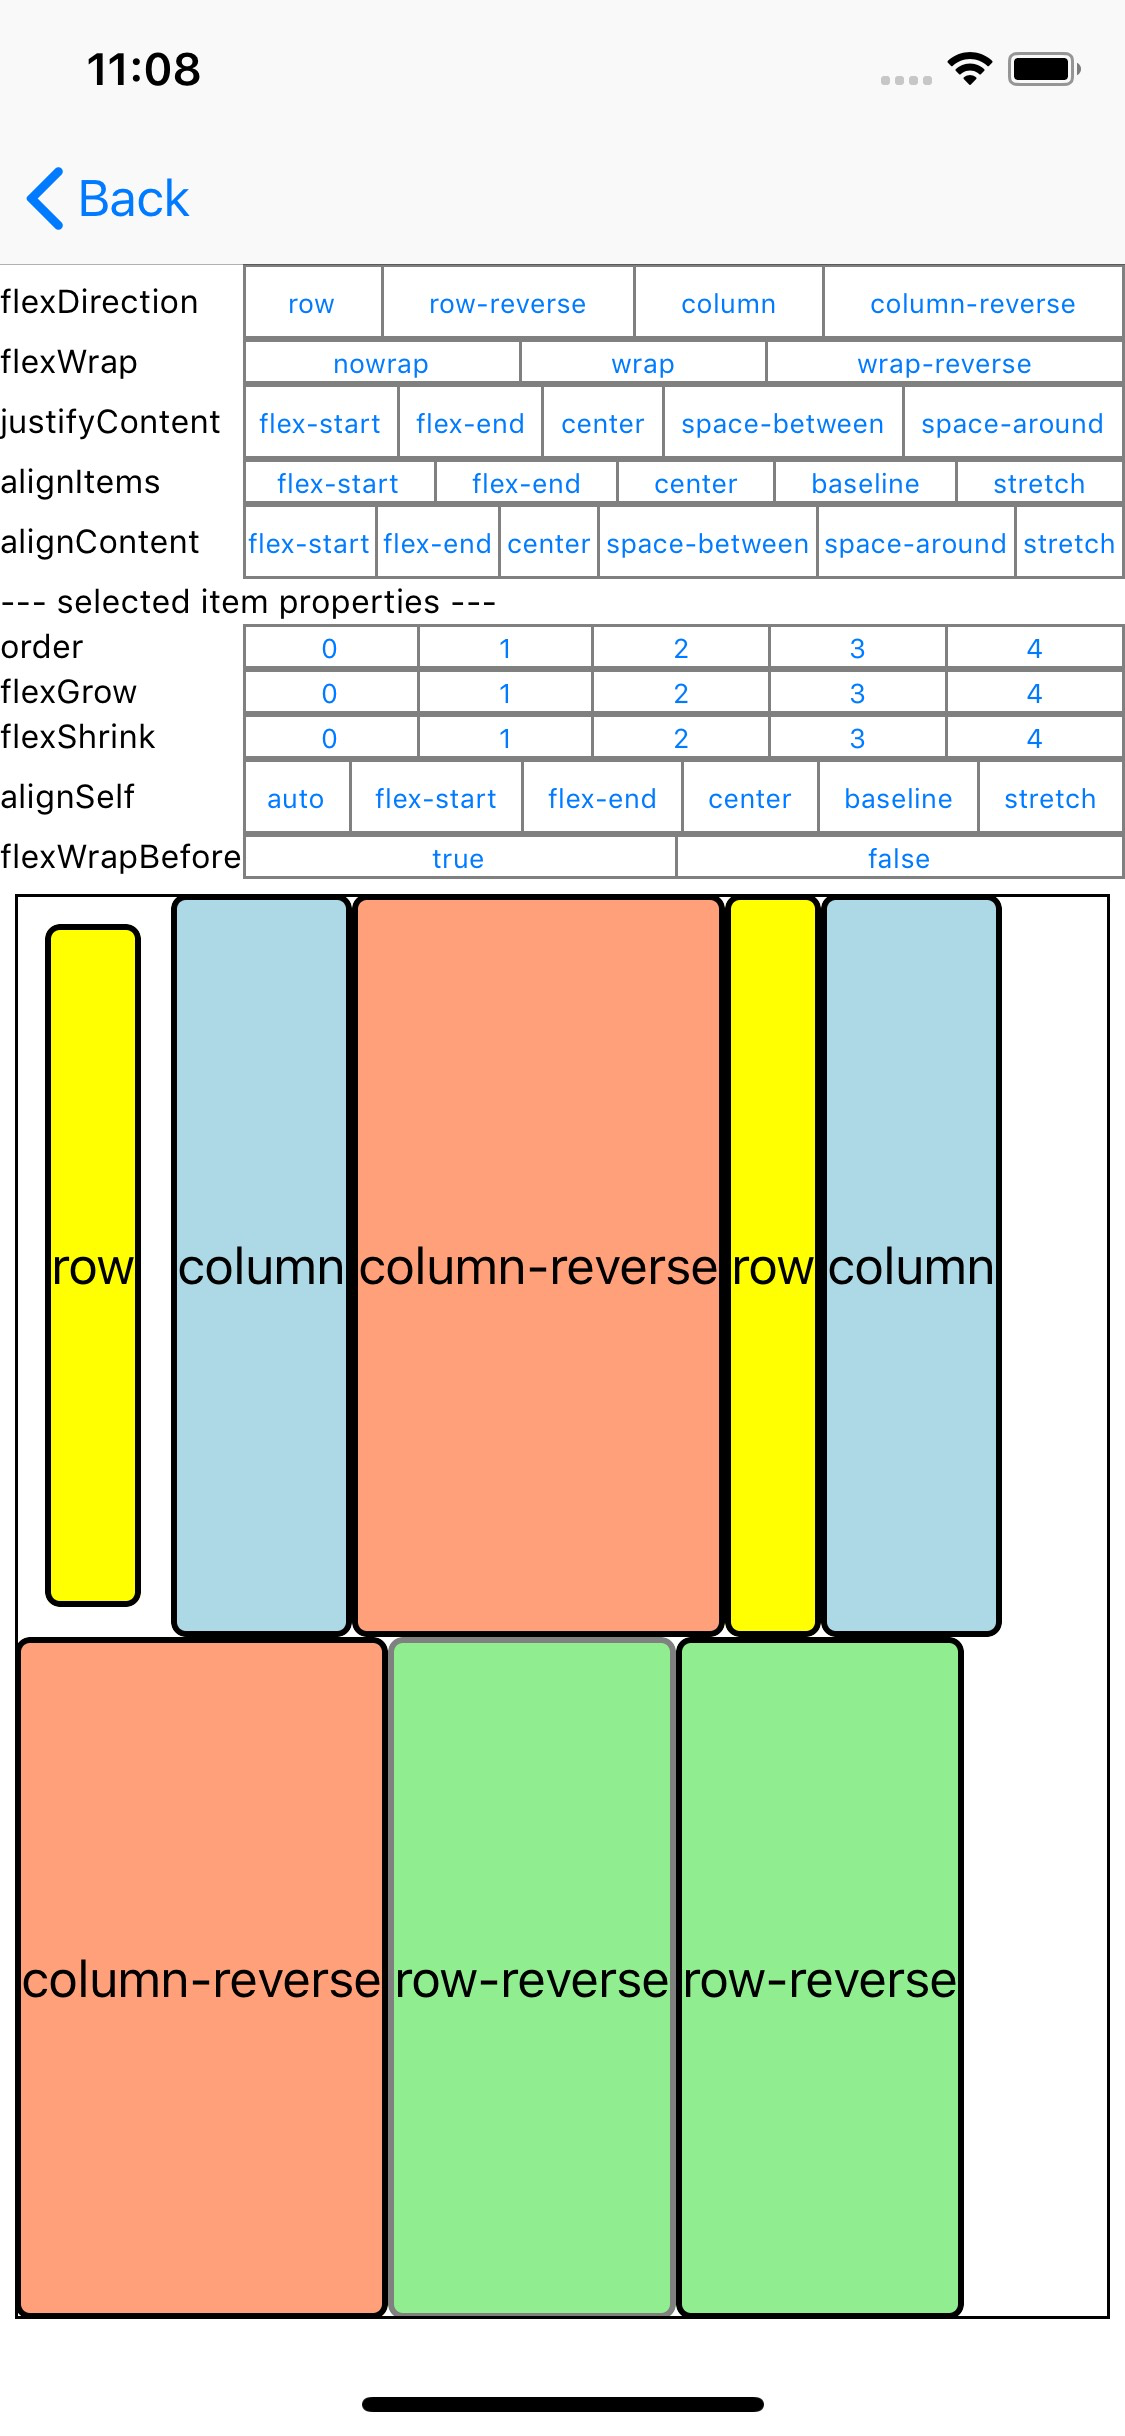 11:08
Back
flexDirection row row-reverse column column-reverse
flexWrap nowrap wrap wrap-reverse
justifyContent flex-start flex-end center space-between space-around
alignItems flex-start flex-end center baseline stretch
alignContent flex-start flex-end center space-between space-around stretch
--- selected item properties ---
order 0 1 2 3 4
flexGrow 0 1 2 3 4
flexShrink 0 1 2 3 4
alignSelf auto flex-start flex-end center baseline stretch
flexWrapBefore true false
row column column-reverse row column
column-reverse row-reverse row-reverse